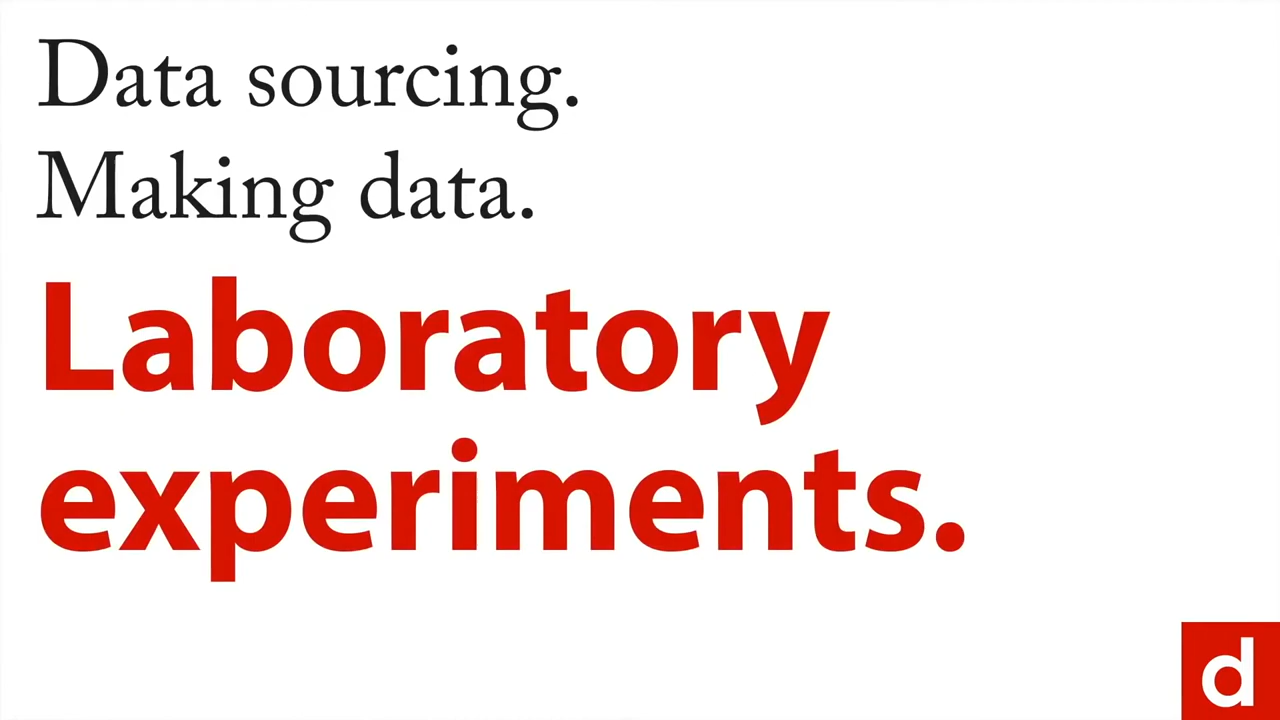 Data sourcing.
Making data.
Laboratory
experiments.
d